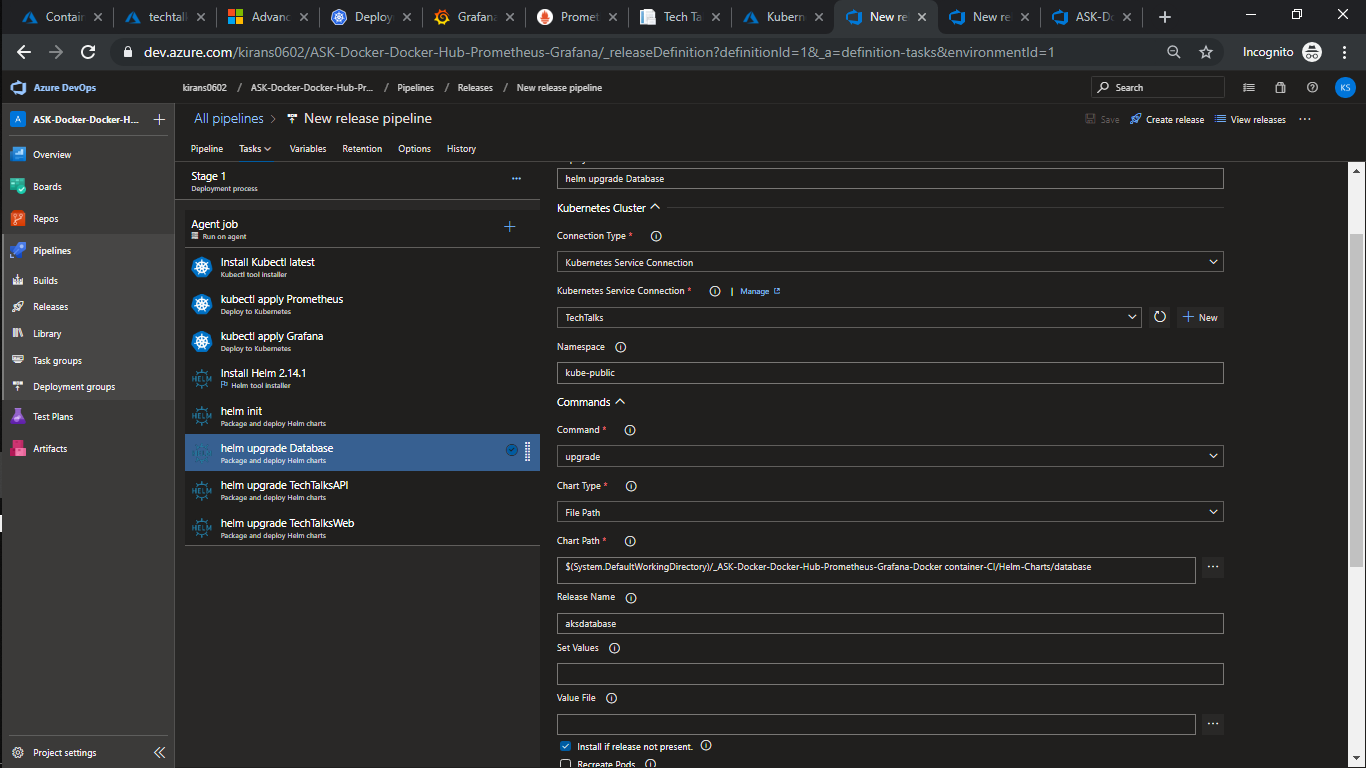 Contain
techtal
Advanc
Deploy
Grafana
Promet
Tech Ta
Kubern
New re
New re
ASK-Do
dev.azure.com/kirans0602/ASK-Docker-Docker-Hub-Prometheus-Grafana/_releaseDefinition?definitionId=1&_a=definition-tasks&environmentId=1
Incognito
Azure DevOps
kirans0602 / ASK-Docker-Docker-Hub-Pr... / Pipelines / Releases / New release pipeline
Search
KS
A ASK-Docker-Docker-H...
Overview
Boards
Repos
Pipelines
Builds
Releases
Library
Task groups
Deployment groups
Test Plans
Artifacts
Project settings
All pipelines > New release pipeline
Save Create release View releases
Pipeline Tasks Variables Retention Options History
Stage 1
Deployment process
Agent job
Run on agent
Install Kubectl latest
Kubectl tool installer
kubectl apply Prometheus
Deploy to Kubernetes
kubectl apply Grafana
Deploy to Kubernetes
HELM
Install Helm 2.14.1
Helm tool installer
HELM
helm init
Package and deploy Helm charts
helm upgrade Database
Package and deploy Helm charts
HELM
helm upgrade TechTalksAPI
Package and deploy Helm charts
HELM
helm upgrade TechTalksWeb
Package and deploy Helm charts
helm upgrade Database
Kubernetes Cluster
Connection Type *
Kubernetes Service Connection
Kubernetes Service Connection * | Manage
TechTalks
New
Namespace
kube-public
Commands
Command *
upgrade
Chart Type *
File Path
Chart Path *
$(System.DefaultWorkingDirectory)/_ASK-Docker-Docker-Hub-Prometheus-Grafana-Docker container-CI/Helm-Charts/database
Release Name
aksdatabase
Set Values
Value File
Install if release not present.
Recreate Pods